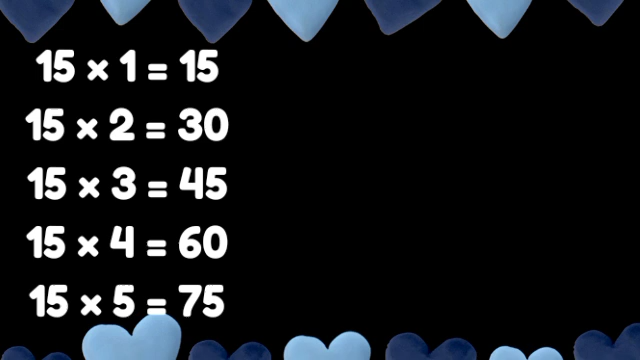 15 × 1 = 15
15 × 2 = 30
15 × 3 = 45
15 × 4 = 60
15 × 5 = 75